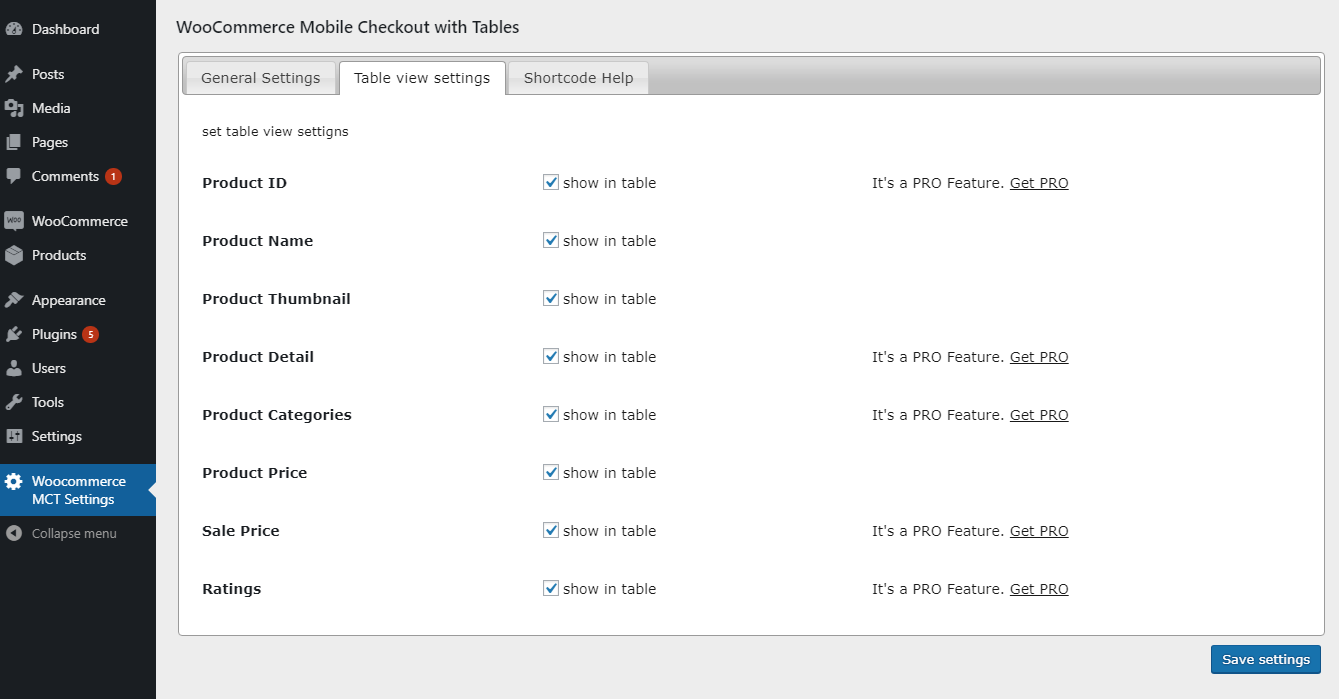 Dashboard
Posts
Media
Pages
Comments 1
WooCommerce
Products
Appearance
Plugins 5
Users
Tools
Settings
Woocommerce
MCT Settings
Collapse menu
WooCommerce Mobile Checkout with Tables
General Settings Table view settings Shortcode Help
set table view settigns
Product ID show in table It's a PRO Feature. Get PRO
Product Name show in table
Product Thumbnail show in table
Product Detail show in table It's a PRO Feature. Get PRO
Product Categories show in table It's a PRO Feature. Get PRO
Product Price show in table
Sale Price show in table It's a PRO Feature. Get PRO
Ratings show in table It's a PRO Feature. Get PRO
Save settings